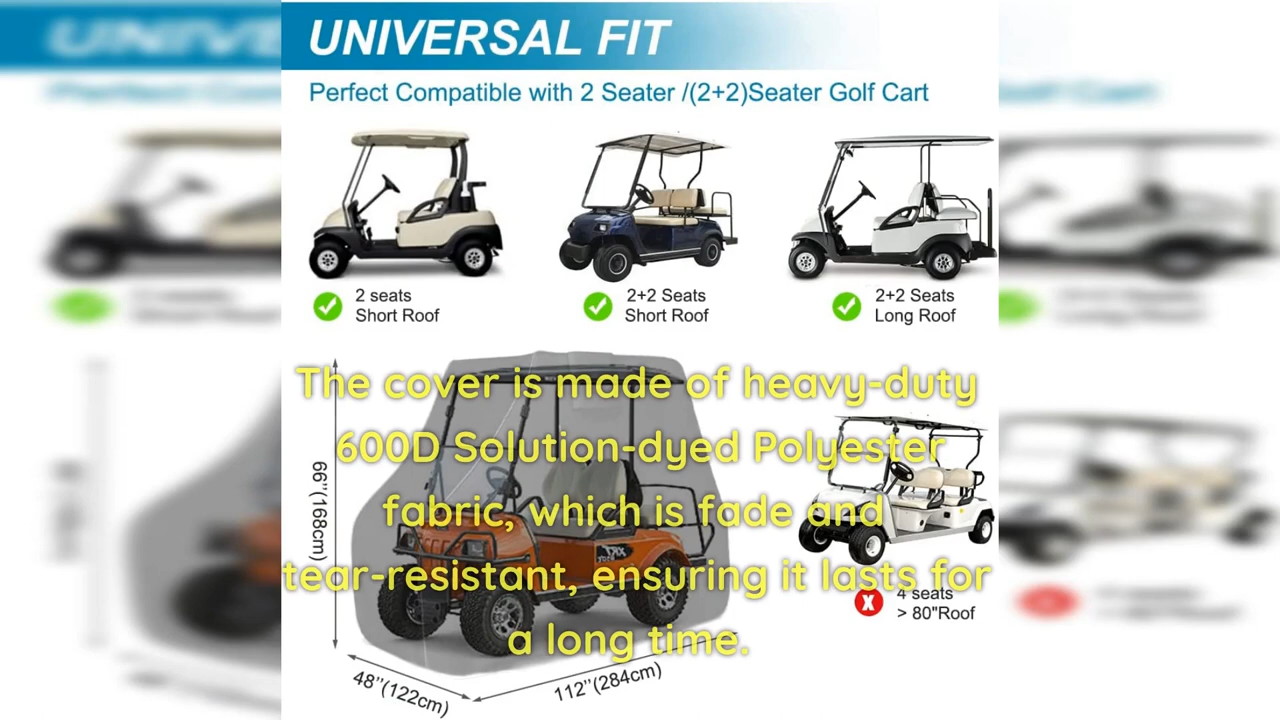 UNIVERSAL FIT
Perfect Compatible with 2 Seater /(2+2)Seater Golf Cart
2 seats
Short Roof
2+2 Seats
Short Roof
2+2 Seats
Long Roof
The cover is made of heavy-duty
600D Solution-dyed Polyester
fabric, which is fade and
tear-resistant, ensuring it lasts for
a long time.
66"(168cm)
4 seats
> 80"Roof
48"(122cm)
112"(284cm)